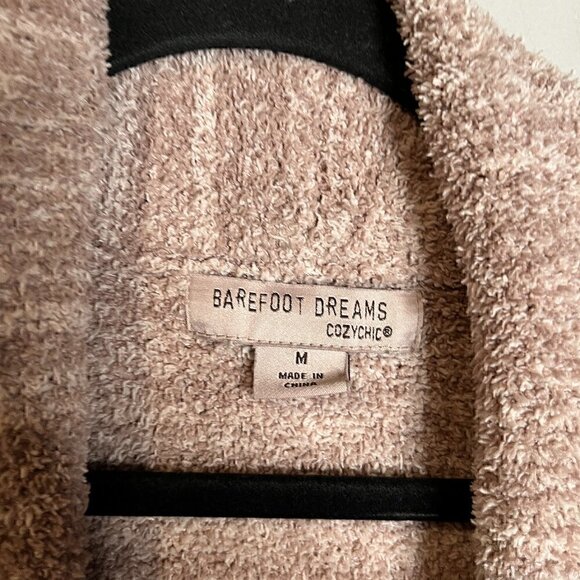 BAREFOOT DREAMS
COZYCHIC®
M
MADE IN
CHINA